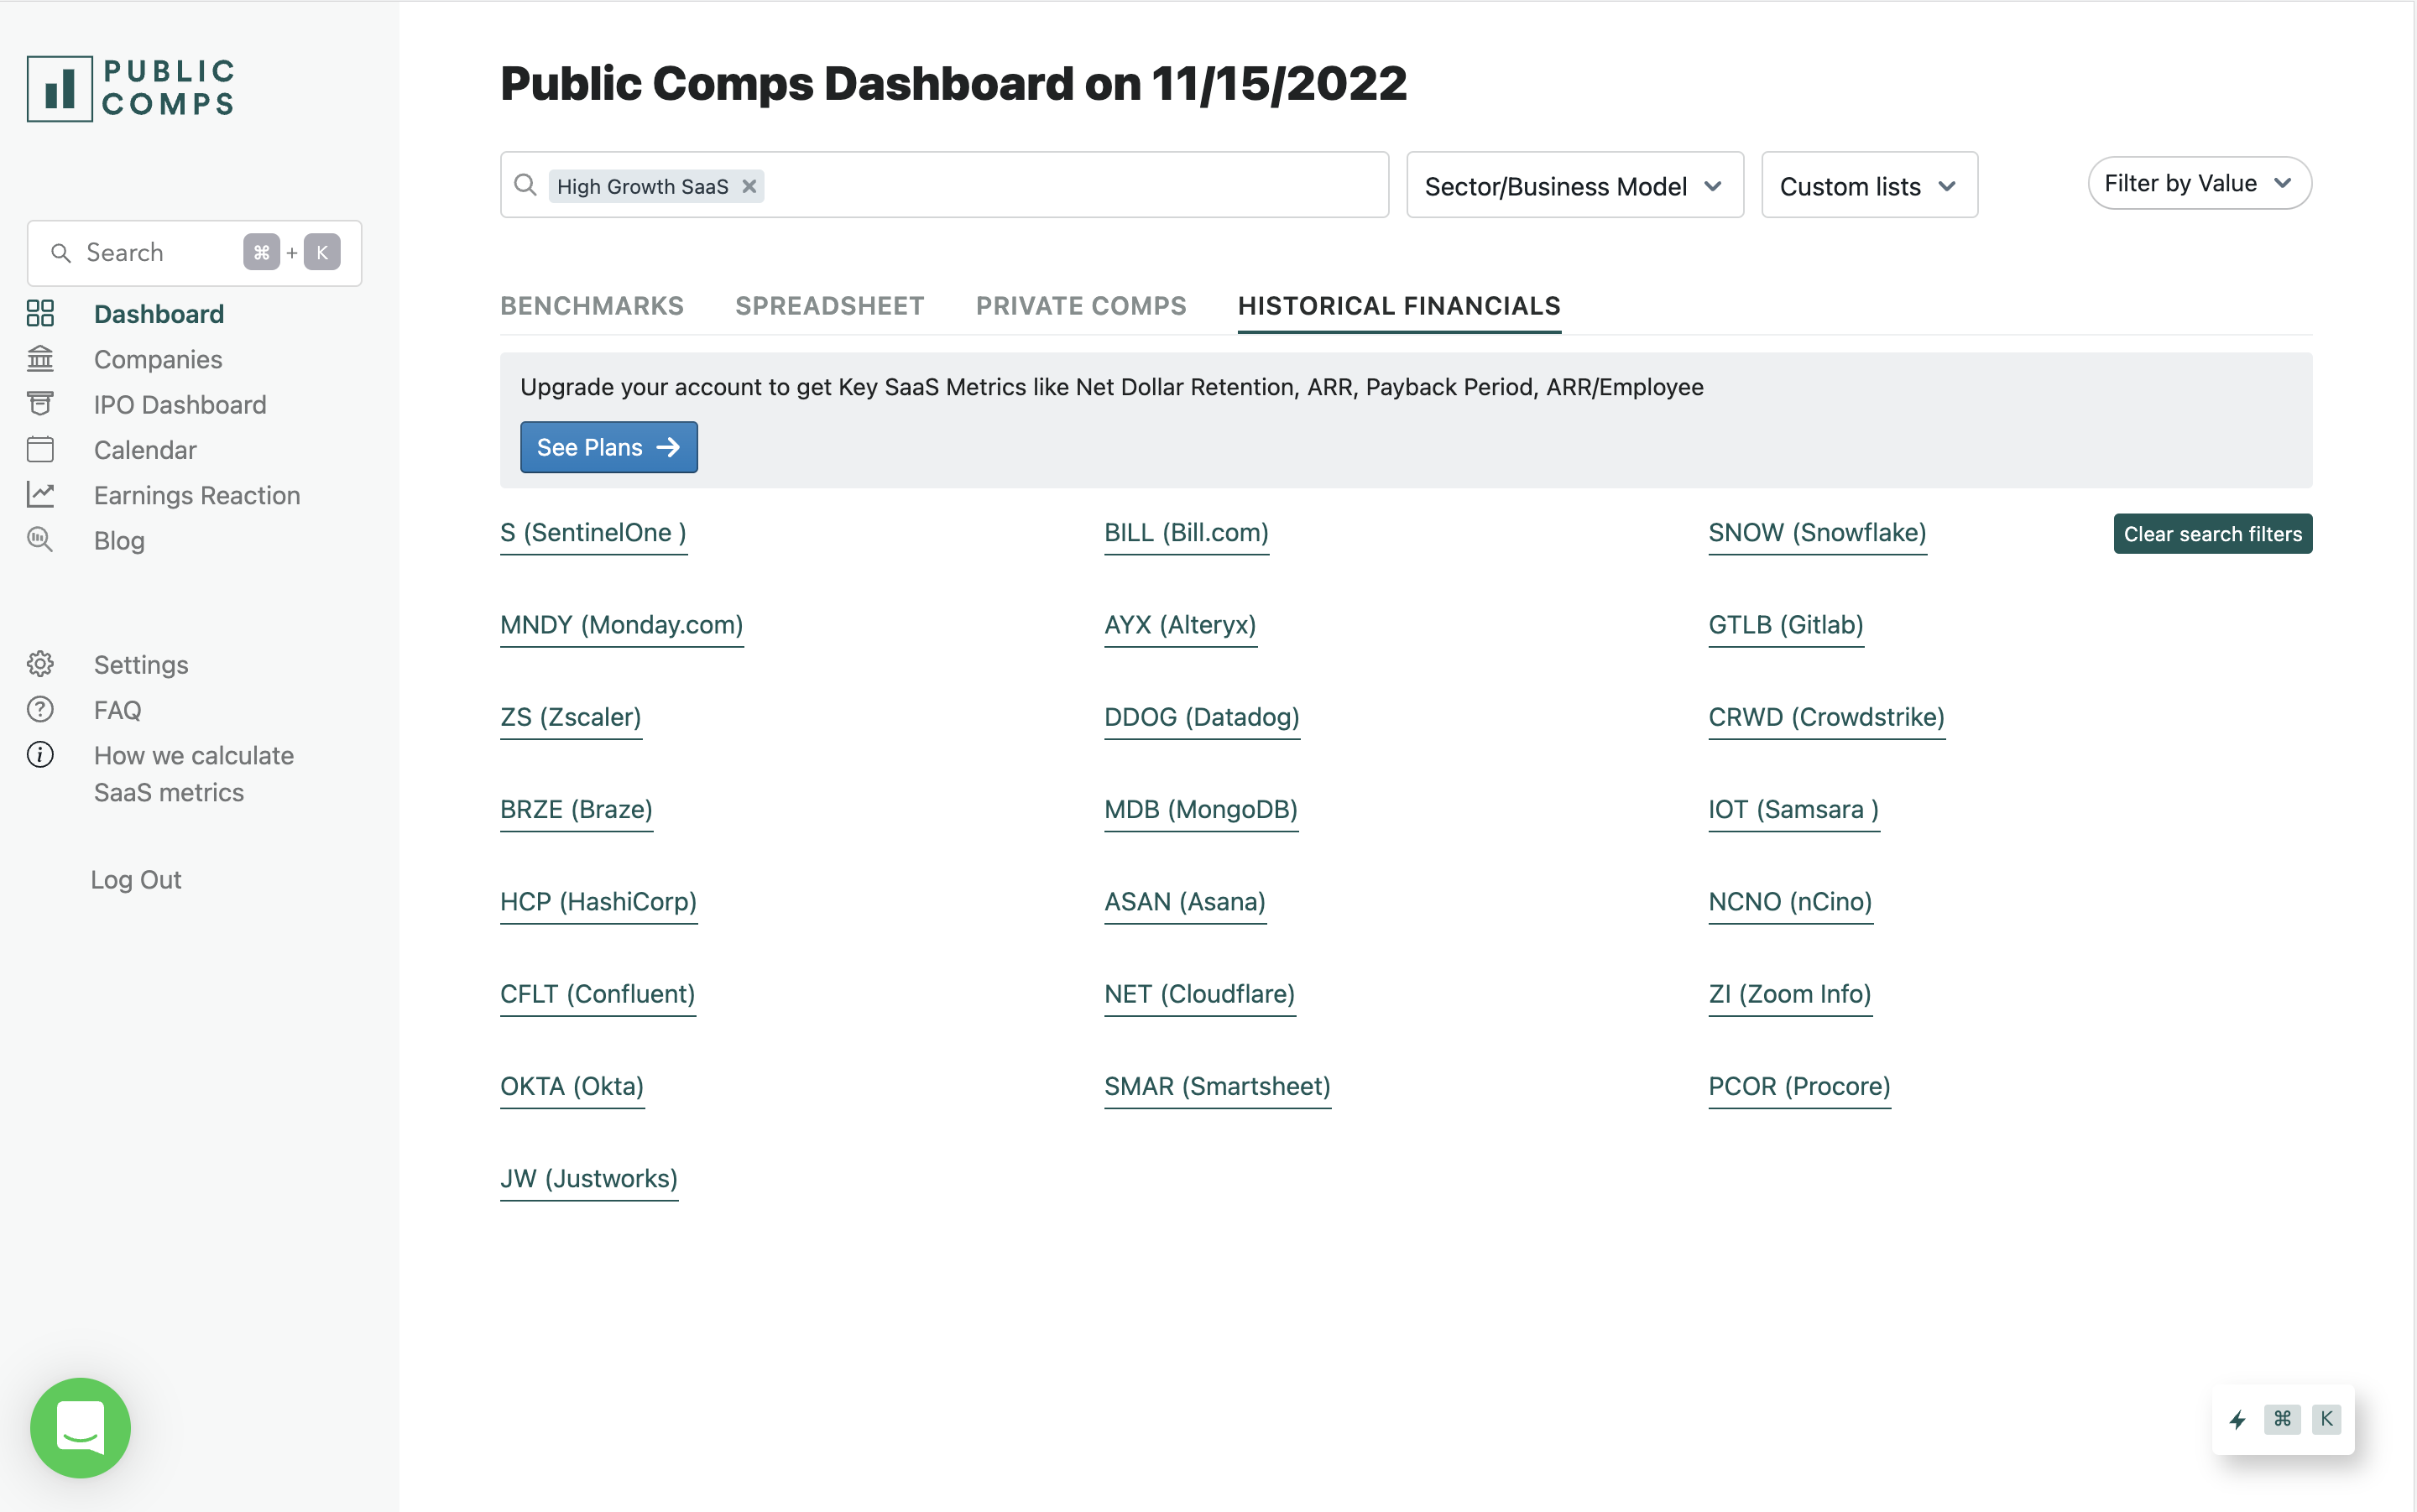 PUBLIC
COMPS
Search ⌘ + K
Dashboard
Companies
IPO Dashboard
Calendar
Earnings Reaction
Blog
Settings
FAQ
How we calculate
SaaS metrics
Log Out
Public Comps Dashboard on 11/15/2022
High Growth SaaS
Sector/Business Model
Custom lists
Filter by Value
BENCHMARKS SPREADSHEET PRIVATE COMPS HISTORICAL FINANCIALS
Upgrade your account to get Key SaaS Metrics like Net Dollar Retention, ARR, Payback Period, ARR/Employee
See Plans →
S (SentinelOne ) BILL (Bill.com) SNOW (Snowflake) Clear search filters
MNDY (Monday.com) AYX (Alteryx) GTLB (Gitlab)
ZS (Zscaler) DDOG (Datadog) CRWD (Crowdstrike)
BRZE (Braze) MDB (MongoDB) IOT (Samsara )
HCP (HashiCorp) ASAN (Asana) NCNO (nCino)
CFLT (Confluent) NET (Cloudflare) ZI (Zoom Info)
OKTA (Okta) SMAR (Smartsheet) PCOR (Procore)
JW (Justworks)
⌘ K